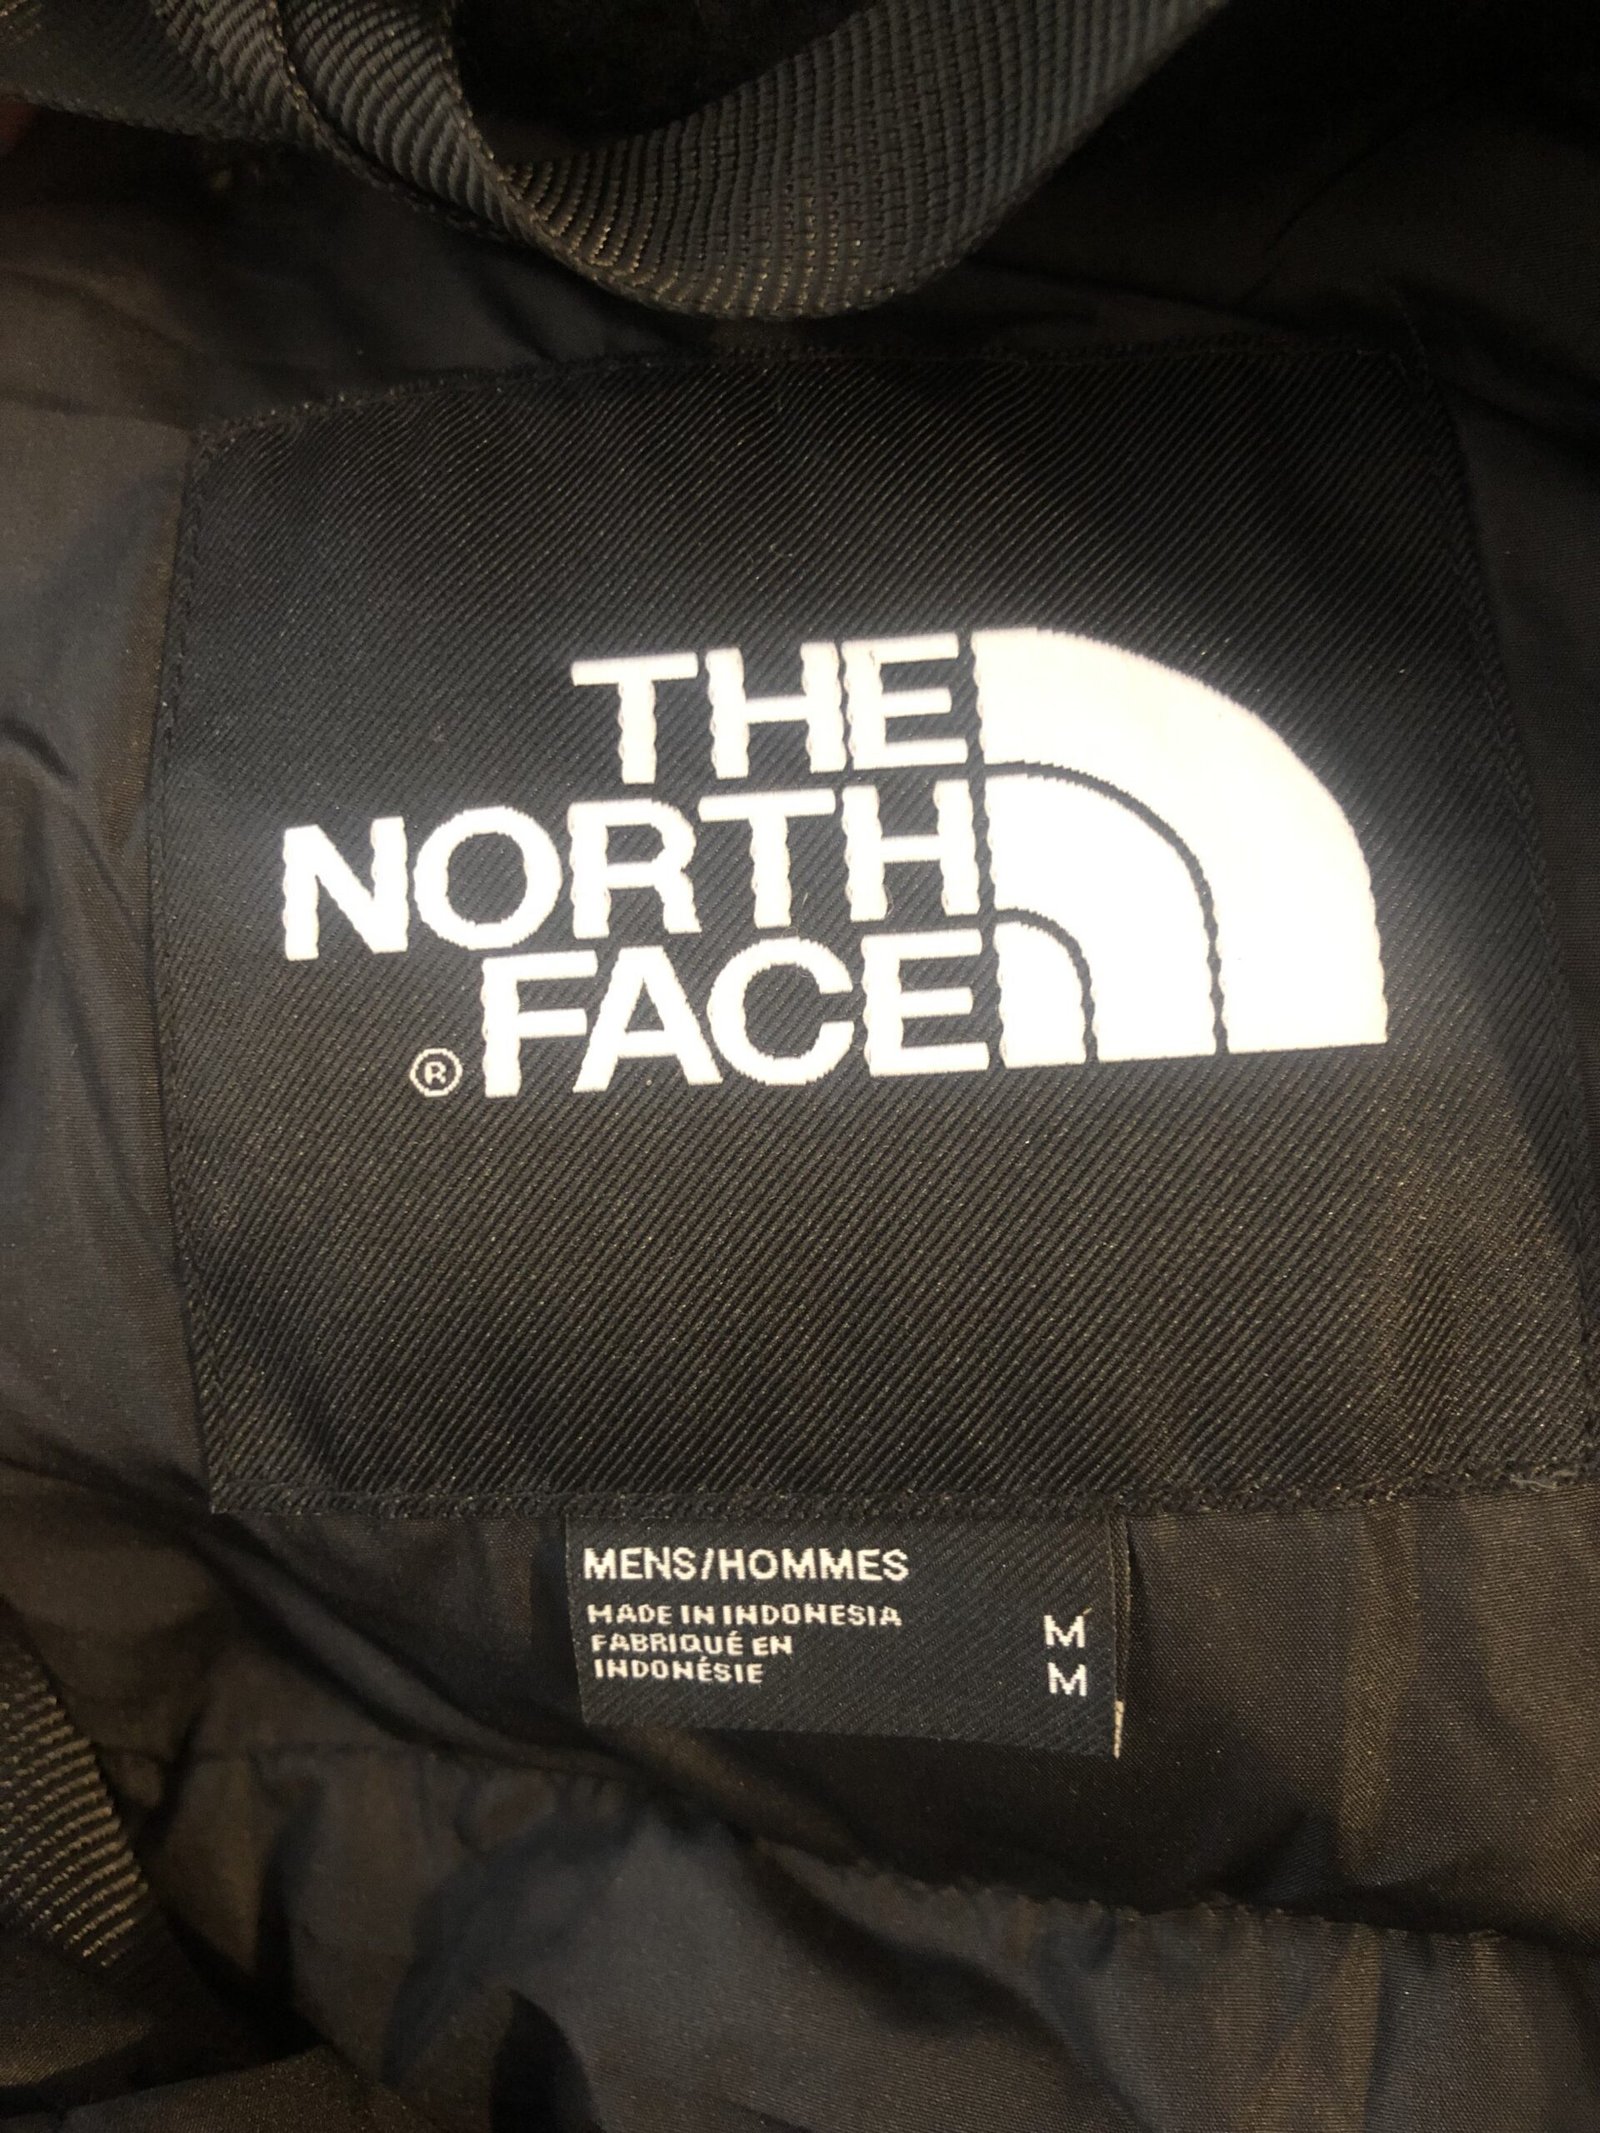 THE
NORTH
® FACE
MENS/HOMMES
MADE IN INDONESIA
FABRIQUÉ EN
INDONÉSIE
M
M